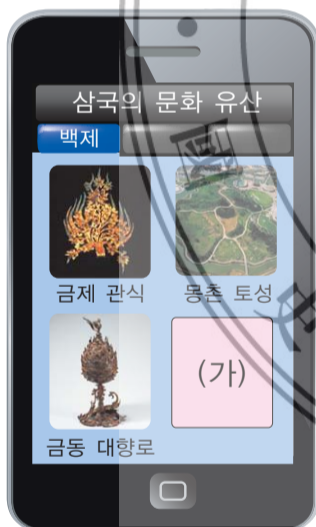 삼국의 문화 유산
백제
금제 관식
몽촌 토성
(가)
금동 대향로